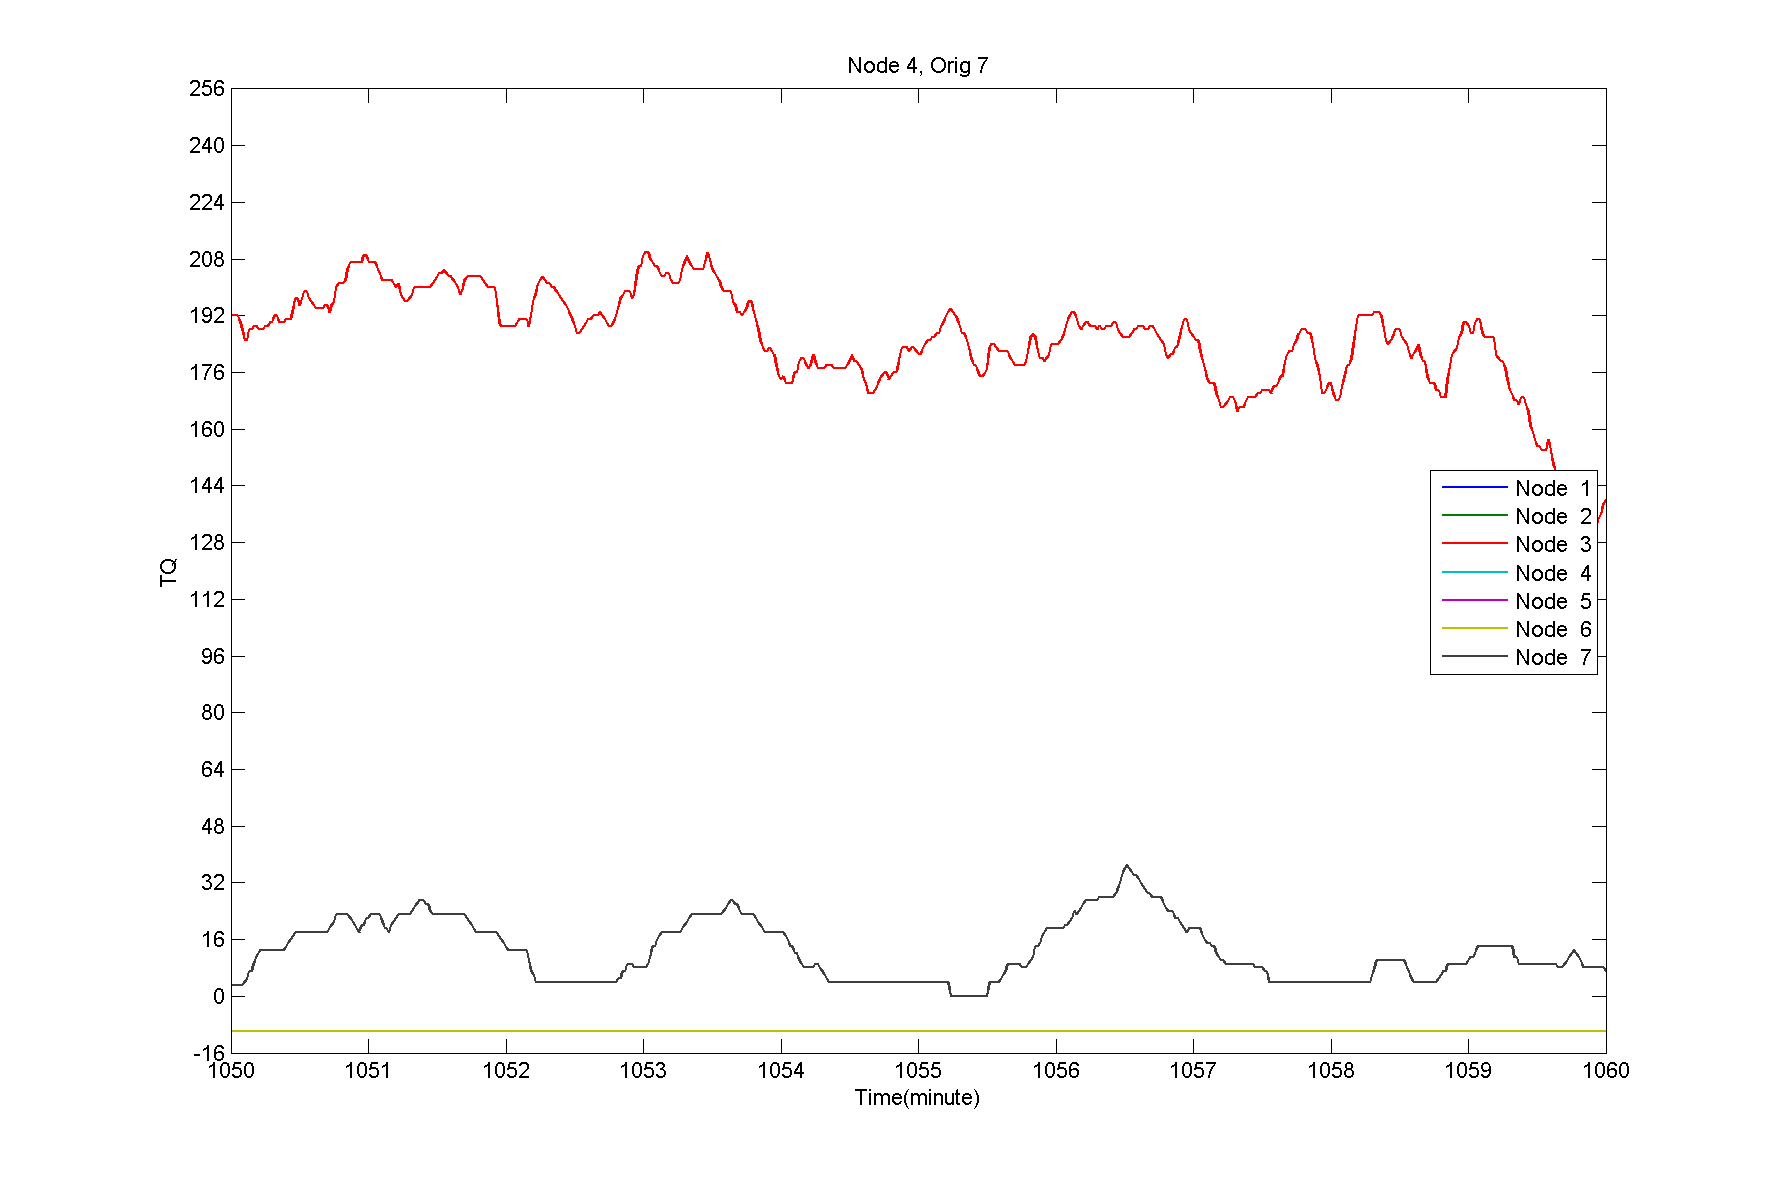 Node 4, Orig 7
256
240
224
208
192
176
160
144
128
112
96
80
64
48
32
16
0
-16
TQ
Node 1
Node 2
Node 3
Node 4
Node 5
Node 6
Node 7
1050 1051 1052 1053 1054 1055 1056 1057 1058 1059 1060
Time(minute)